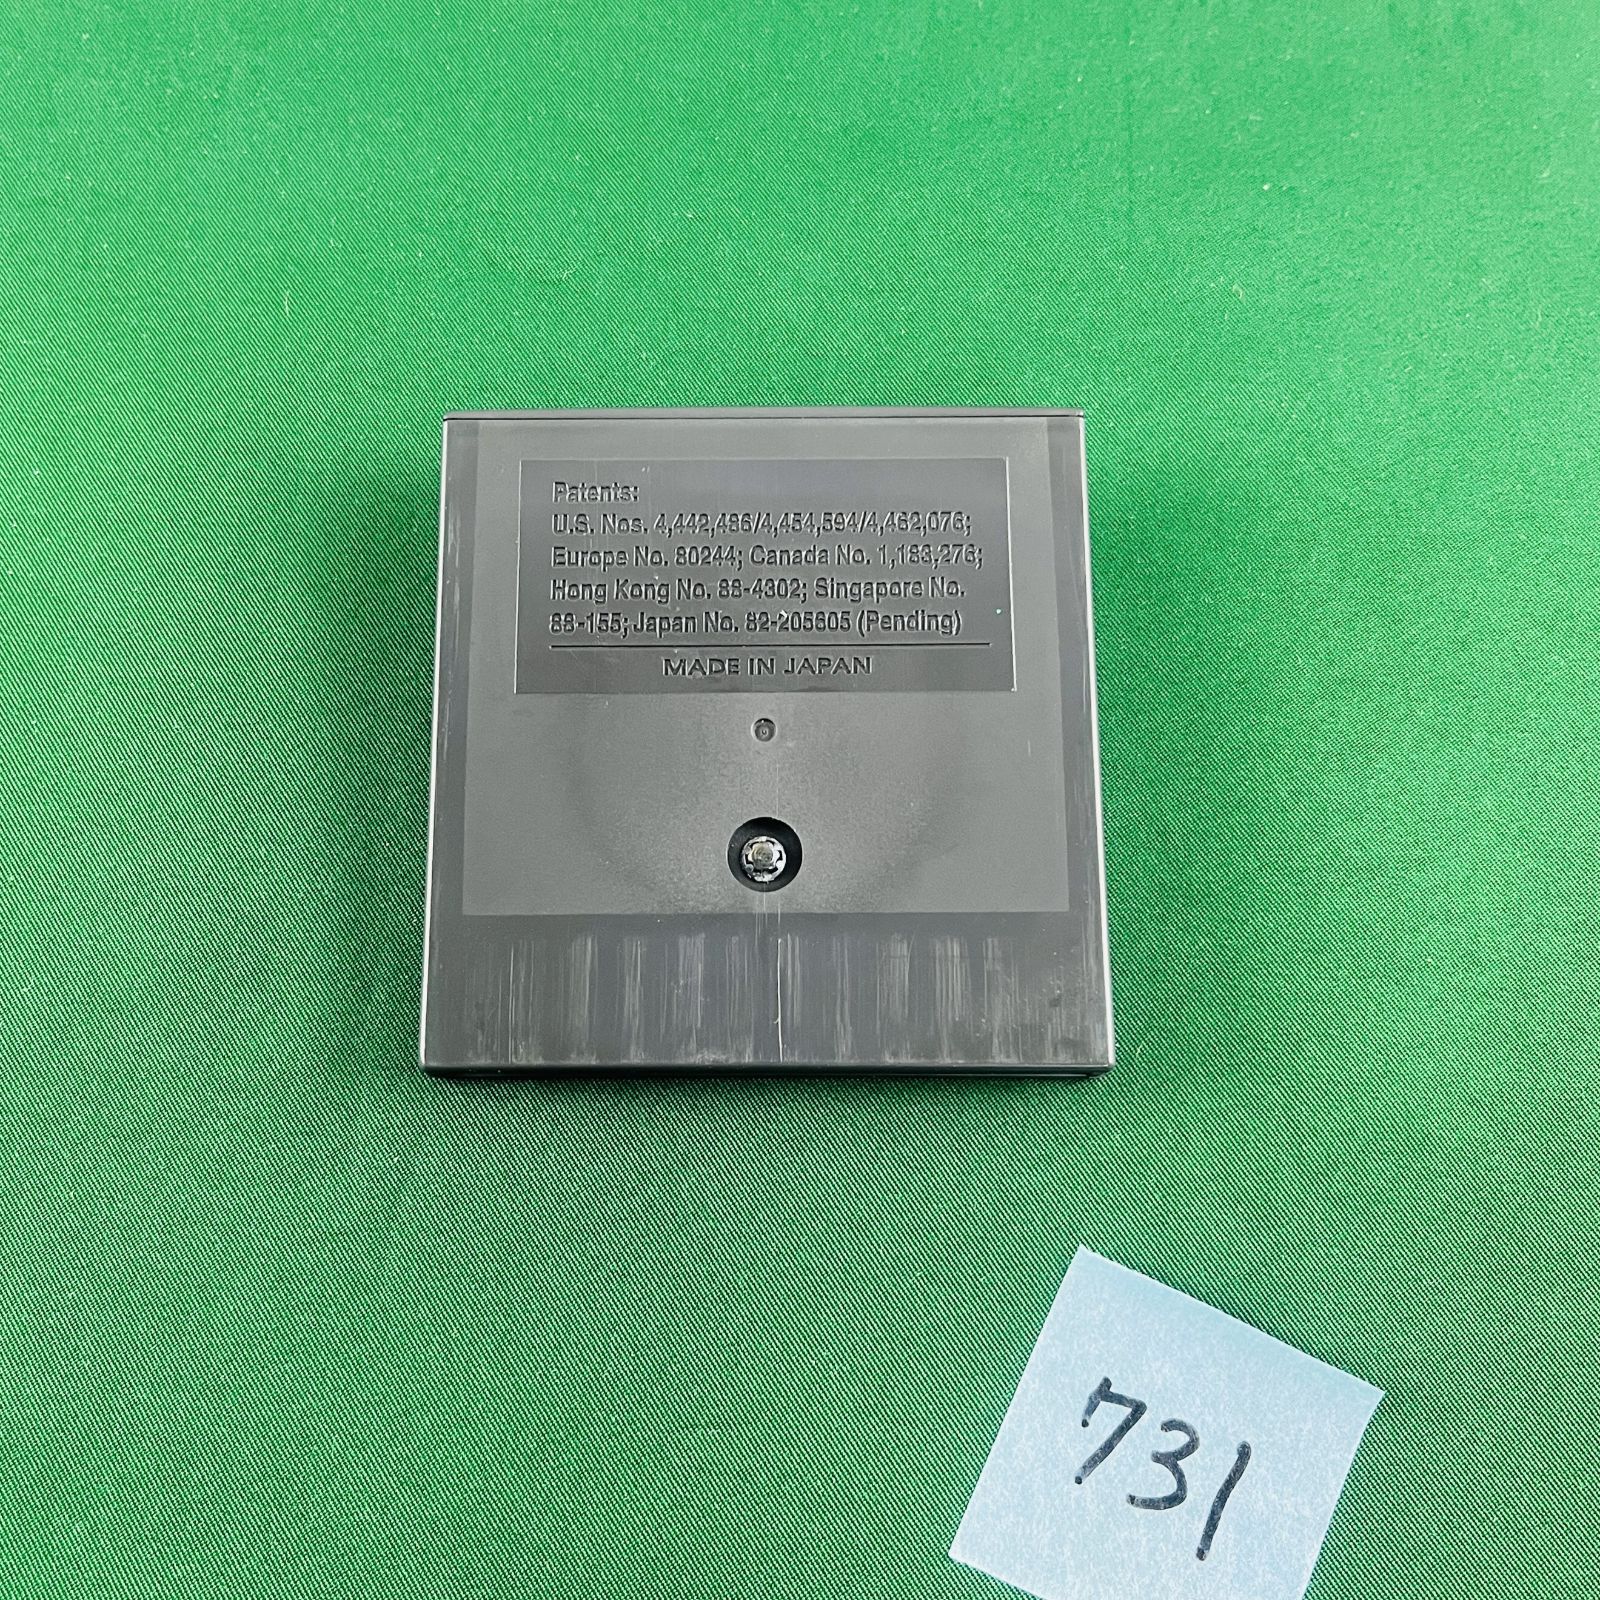 Patents:
U.S. Nos. 4,442,486/4,454,594/4,462,076;
Europe No. 80244; Canada No. 1,183,276;
Hong Kong No. 88-4302; Singapore No.
88-155; Japan No. 82-205605 (Pending)
MADE IN JAPAN
731